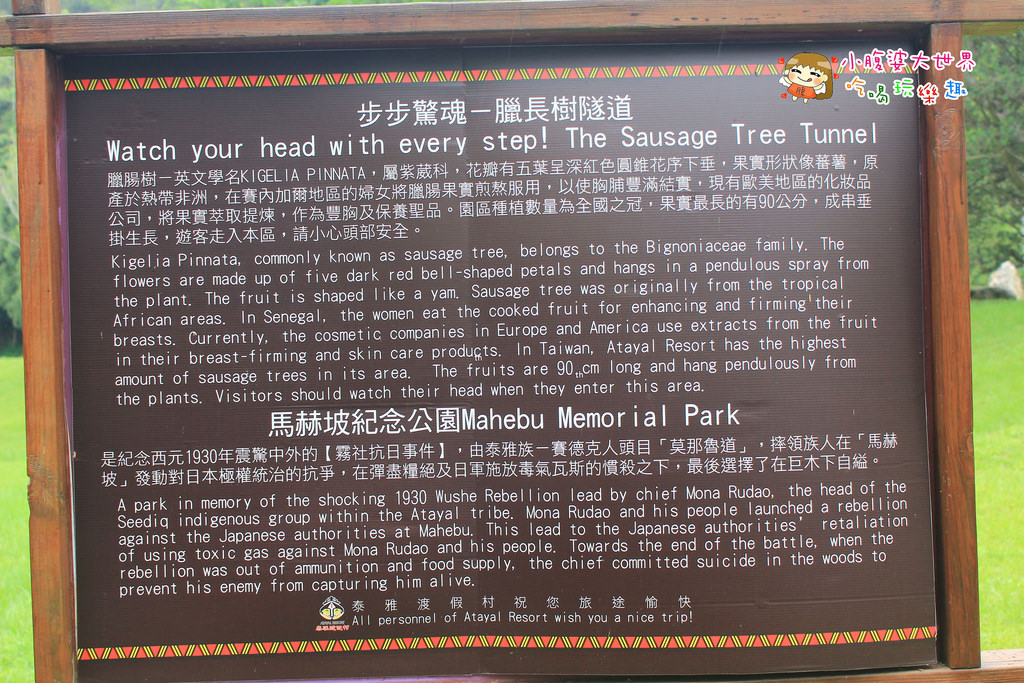 小腹婆大世界
吃喝玩樂趣
步步驚魂－臘長樹隧道
Watch your head with every step! The Sausage Tree Tunnel
臘腸樹－英文學名KIGELIA PINNATA，屬紫葳科，花瓣有五葉呈深紅色圓錐花序下垂，果實形狀像蕃薯，原
產於熱帶非洲，在賽內加爾地區的婦女將臘腸果實煎熬服用，以使胸脯豐滿結實，現有歐美地區的化妝品
公司，將果實萃取提煉，作為豐胸及保養聖品。園區種植數量為全國之冠，果實最長的有90公分，成串垂
掛生長，遊客走入本區，請小心頭部安全。
Kigelia Pinnata, commonly known as sausage tree, belongs to the Bignoniaceae family. The
flowers are made up of five dark red bell-shaped petals and hangs in a pendulous spray from
the plant. The fruit is shaped like a yam. Sausage tree was originally from the tropical
African areas. In Senegal, the women eat the cooked fruit for enhancing and firming their
breasts. Currently, the cosmetic companies in Europe and America use extracts from the fruit
in their breast-firming and skin care products. In Taiwan, Atayal Resort has the highest
amount of sausage trees in its area. The fruits are 90 cm long and hang pendulously from
the plants. Visitors should watch their head when they enter this area.
馬赫坡紀念公園Mahebu Memorial Park
是紀念西元1930年震驚中外的【霧社抗日事件】，由泰雅族－賽德克人頭目「莫那魯道」，摔領族人在「馬赫
坡」發動對日本極權統治的抗爭，在彈盡糧絕及日軍施放毒氣瓦斯的慣殺之下，最後選擇了在巨木下自縊。
A park in memory of the shocking 1930 Wushe Rebellion lead by chief Mona Rudao, the head of the
Seediq indigenous group within the Atayal tribe. Mona Rudao and his people launched a rebellion
against the Japanese authorities at Mahebu. This lead to the Japanese authorities' retaliation
of using toxic gas against Mona Rudao and his people. Towards the end of the battle, when the
rebellion was out of ammunition and food supply, the chief committed suicide in the woods to
prevent his enemy from capturing him alive.
泰雅渡假村祝您旅途愉快
All personnel of Atayal Resort wish you a nice trip!